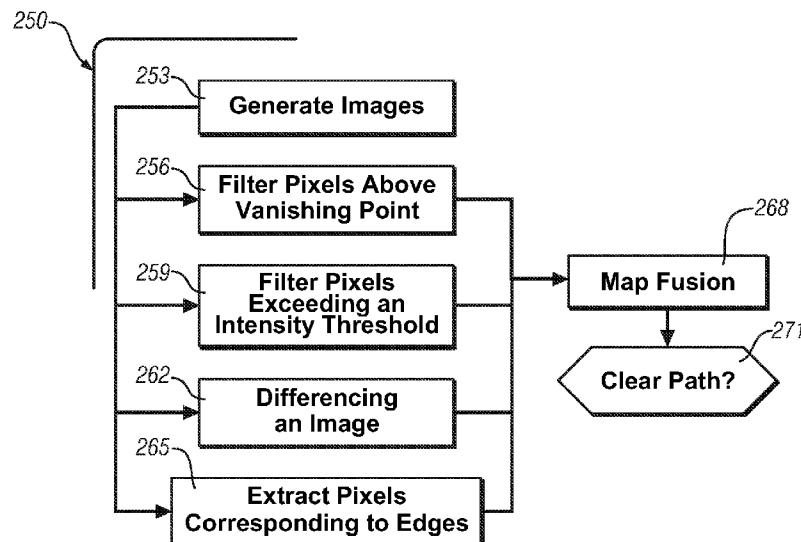 250
253
Generate Images
256
Filter Pixels Above
Vanishing Point
259
Filter Pixels
Exceeding an
Intensity Threshold
262
Differencing
an Image
265
Extract Pixels
Corresponding to Edges
268
Map Fusion
271
Clear Path?